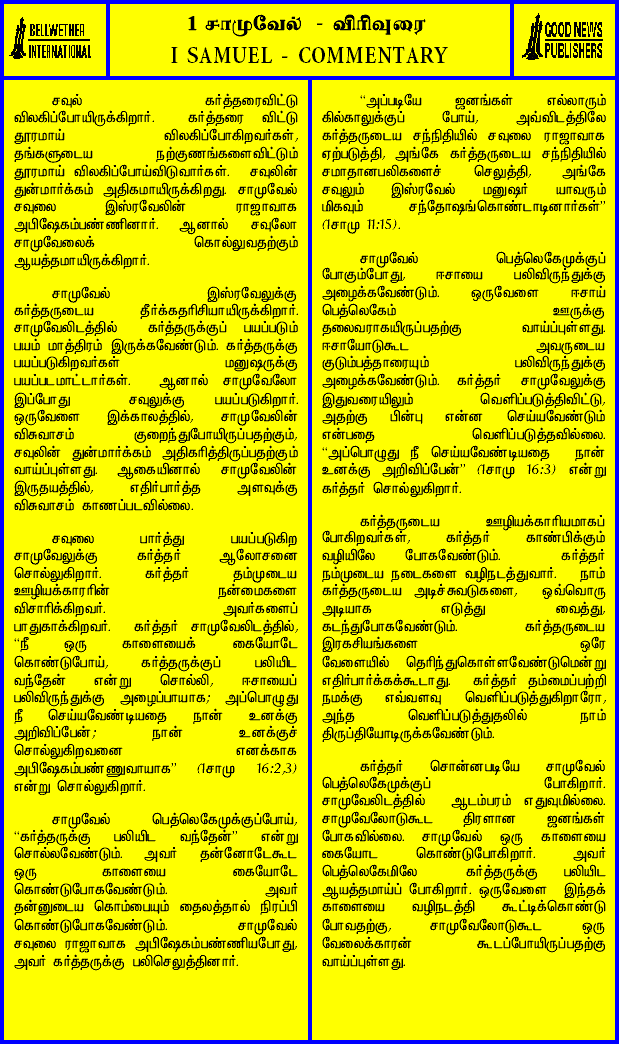 BELLWETHER
INTERNATIONAL
1 சாமுவேல் - விரிவுரை
I SAMUEL - COMMENTARY
GOOD NEWS
PUBLISHERS
சவுல் கர்த்தரைவிட்டு
விலகிப்போயிருக்கிறார். கர்த்தரை விட்டு
தூரமாய் விலகிப்போகிறவர்கள்,
தங்களுடைய நற்குணங்களைவிட்டும்
தூரமாய் விலகிப்போய்விடுவார்கள். சவுலின்
துன்மார்க்கம் அதிகமாயிருக்கிறது. சாமுவேல்
சவுலை இஸ்ரவேலின் ராஜாவாக
அபிஷேகம்பண்ணினார். ஆனால் சவுலோ
சாமுவேலைக் கொல்லுவதற்கும்
ஆயத்தமாயிருக்கிறார்.
சாமுவேல் இஸ்ரவேலுக்கு
கர்த்தருடைய தீர்க்கதரிசியாயிருக்கிறார்.
சாமுவேலிடத்தில் கர்த்தருக்குப் பயப்படும்
பயம் மாத்திரம் இருக்கவேண்டும். கர்த்தருக்கு
பயப்படுகிறவர்கள் மனுஷருக்கு
பயப்படமாட்டார்கள். ஆனால் சாமுவேலோ
இப்போது சவுலுக்கு பயப்படுகிறார்.
ஒருவேளை இக்காலத்தில், சாமுவேலின்
விசுவாசம் குறைந்துபோயிருப்பதற்கும்,
சவுலின் துன்மார்க்கம் அதிகரித்திருப்பதற்கும்
வாய்ப்புள்ளது. ஆகையினால் சாமுவேலின்
இருதயத்தில், எதிர்பார்த்த அளவுக்கு
விசுவாசம் காணப்படவில்லை.
சவுலை பார்த்து பயப்படுகிற
சாமுவேலுக்கு கர்த்தர் ஆலோசனை
சொல்லுகிறார். கர்த்தர் தம்முடைய
ஊழியக்காரரின் நன்மைகளை
விசாரிக்கிறவர். அவர்களைப்
பாதுகாக்கிறவர். கர்த்தர் சாமுவேலிடத்தில்,
“நீ ஒரு காளையைக் கையோடே
கொண்டுபோய், கர்த்தருக்குப் பலியிட
வந்தேன் என்று சொல்லி, ஈசாயைப்
பலிவிருந்துக்கு அழைப்பாயாக; அப்பொழுது
நீ செய்யவேண்டியதை நான் உனக்கு
அறிவிப்பேன்; நான் உனக்குச்
சொல்லுகிறவனை எனக்காக
அபிஷேகம்பண்ணுவாயாக” (1சாமு 16:2,3)
என்று சொல்லுகிறார்.
சாமுவேல் பெத்லெகேமுக்குப்போய்,
“கர்த்தருக்கு பலியிட வந்தேன்” என்று
சொல்லவேண்டும். அவர் தன்னோடேகூட
ஒரு காளையை கையோடே
கொண்டுபோகவேண்டும். அவர்
தன்னுடைய கொம்பையும் தைலத்தால் நிரப்பி
கொண்டுபோகவேண்டும். சாமுவேல்
சவுலை ராஜாவாக அபிஷேகம்பண்ணியபோது,
அவர் கர்த்தருக்கு பலிசெலுத்தினார்.
“அப்படியே ஜனங்கள் எல்லாரும்
கில்காலுக்குப் போய், அவ்விடத்திலே
கர்த்தருடைய சந்நிதியில் சவுலை ராஜாவாக
ஏற்படுத்தி, அங்கே கர்த்தருடைய சந்நிதியில்
சமாதானபலிகளைச் செலுத்தி, அங்கே
சவுலும் இஸ்ரவேல் மனுஷர் யாவரும்
மிகவும் சந்தோஷங்கொண்டாடினார்கள்”
(1சாமு 11:15).
சாமுவேல் பெத்லெகேமுக்குப்
போகும்போது, ஈசாயை பலிவிருந்துக்கு
அழைக்கவேண்டும். ஒருவேளை ஈசாய்
பெத்லெகேம் ஊருக்கு
தலைவராகயிருப்பதற்கு வாய்ப்புள்ளது.
ஈசாயோடுகூட அவருடைய
குடும்பத்தாரையும் பலிவிருந்துக்கு
அழைக்கவேண்டும். கர்த்தர் சாமுவேலுக்கு
இதுவரையிலும் வெளிப்படுத்திவிட்டு,
அதற்கு பின்பு என்ன செய்யவேண்டும்
என்பதை வெளிப்படுத்தவில்லை.
“அப்பொழுது நீ செய்யவேண்டியதை நான்
உனக்கு அறிவிப்பேன்” (1சாமு 16:3) என்று
கர்த்தர் சொல்லுகிறார்.
கர்த்தருடைய ஊழியக்காரியமாகப்
போகிறவர்கள், கர்த்தர் காண்பிக்கும்
வழியிலே போகவேண்டும். கர்த்தர்
நம்முடைய நடைகளை வழிநடத்துவார். நாம்
கர்த்தருடைய அடிச்சுவடுகளை, ஒவ்வொரு
அடியாக எடுத்து வைத்து,
கடந்துபோகவேண்டும். கர்த்தருடைய
இரகசியங்களை ஒரே
வேளையில் தெரிந்துகொள்ளவேண்டுமென்று
எதிர்பார்க்கக்கூடாது. கர்த்தர் தம்மைப்பற்றி
நமக்கு எவ்வளவு வெளிப்படுத்துகிறாரோ,
அந்த வெளிப்படுத்துதலில் நாம்
திருப்தியோடிருக்கவேண்டும்.
கர்த்தர் சொன்னபடியே சாமுவேல்
பெத்லெகேமுக்குப் போகிறார்.
சாமுவேலிடத்தில் ஆடம்பரம் எதுவுமில்லை.
சாமுவேலோடுகூட திரளான ஜனங்கள்
போகவில்லை. சாமுவேல் ஒரு காளையை
கையோட கொண்டுபோகிறார். அவர்
பெத்லெகேமிலே கர்த்தருக்கு பலியிட
ஆயத்தமாய்ப் போகிறார். ஒருவேளை இந்தக்
காளையை வழிநடத்தி கூட்டிக்கொண்டு
போவதற்கு, சாமுவேலோடுகூட ஒரு
வேலைக்காரன் கூடப்போயிருப்பதற்கு
வாய்ப்புள்ளது.